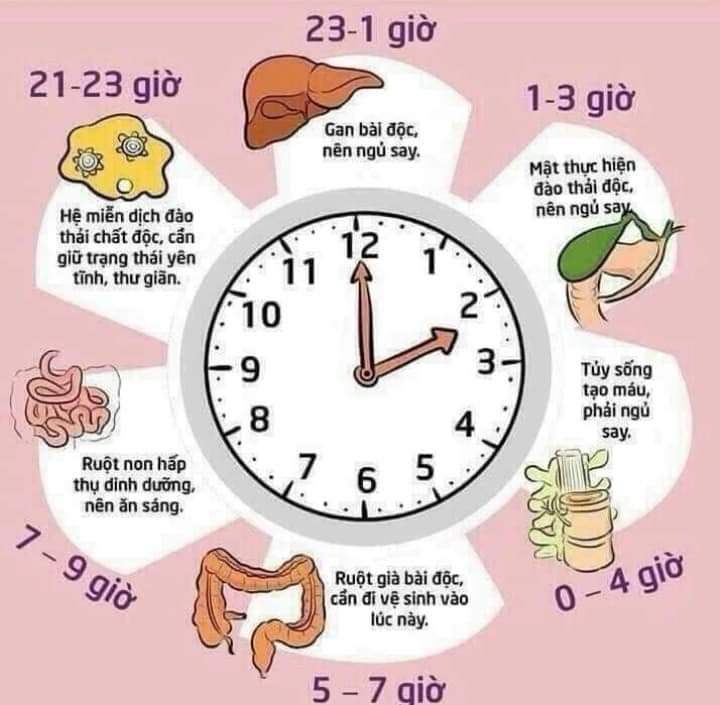 23-1 giờ
Gan bài độc,
nên ngủ say.
1-3 giờ
Mật thực hiện
đào thải độc,
nên ngủ say.
Tủy sống
tạo máu,
phải ngủ
say.
0 – 4 giờ
Ruột già bài độc,
cần đi vệ sinh vào
lúc này.
5 – 7 giờ
Ruột non hấp
thụ dinh dưỡng,
nên ăn sáng.
7 – 9 giờ
21-23 giờ
Hệ miễn dịch đào
thải chất độc, cần
giữ trạng thái yên
tĩnh, thư giãn.
12
1
2
3
4
5
6
7
8
9
10
11